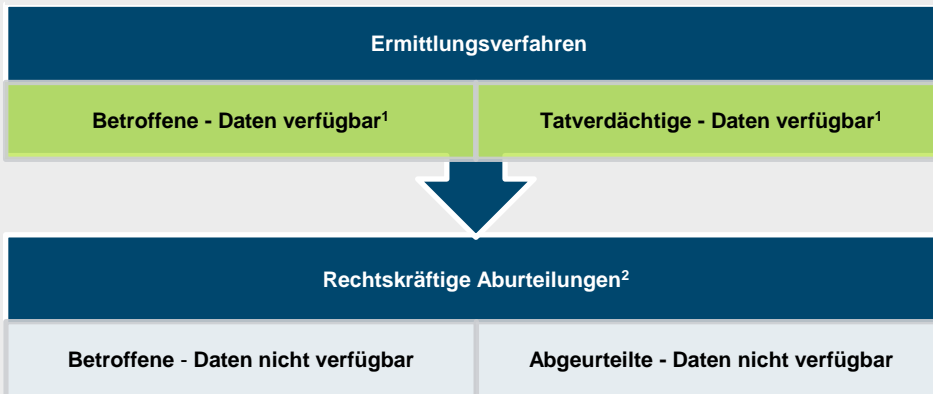 Ermittlungsverfahren
Betroffene - Daten verfügbar¹
Tatverdächtige - Daten verfügbar¹
Rechtskräftige Aburteilungen²
Betroffene - Daten nicht verfügbar
Abgeurteilte - Daten nicht verfügbar